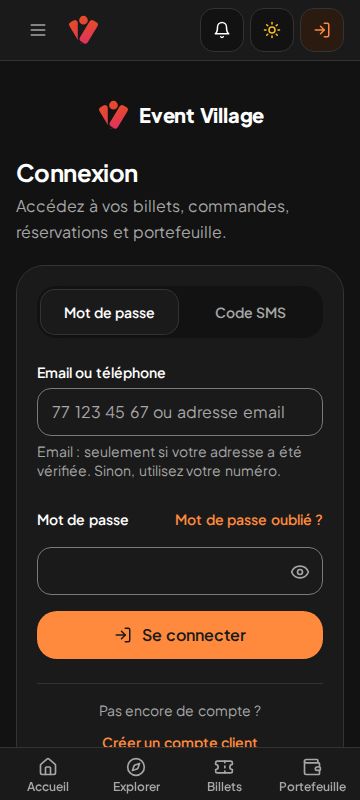 Event Village
Connexion
Accédez à vos billets, commandes,
réservations et portefeuille.
Mot de passe
Code SMS
Email ou téléphone
77 123 45 67 ou adresse email
Email : seulement si votre adresse a été
vérifiée. Sinon, utilisez votre numéro.
Mot de passe
Mot de passe oublié ?
Se connecter
Pas encore de compte ?
Créer un compte client
Accueil
Explorer
Billets
Portefeuille